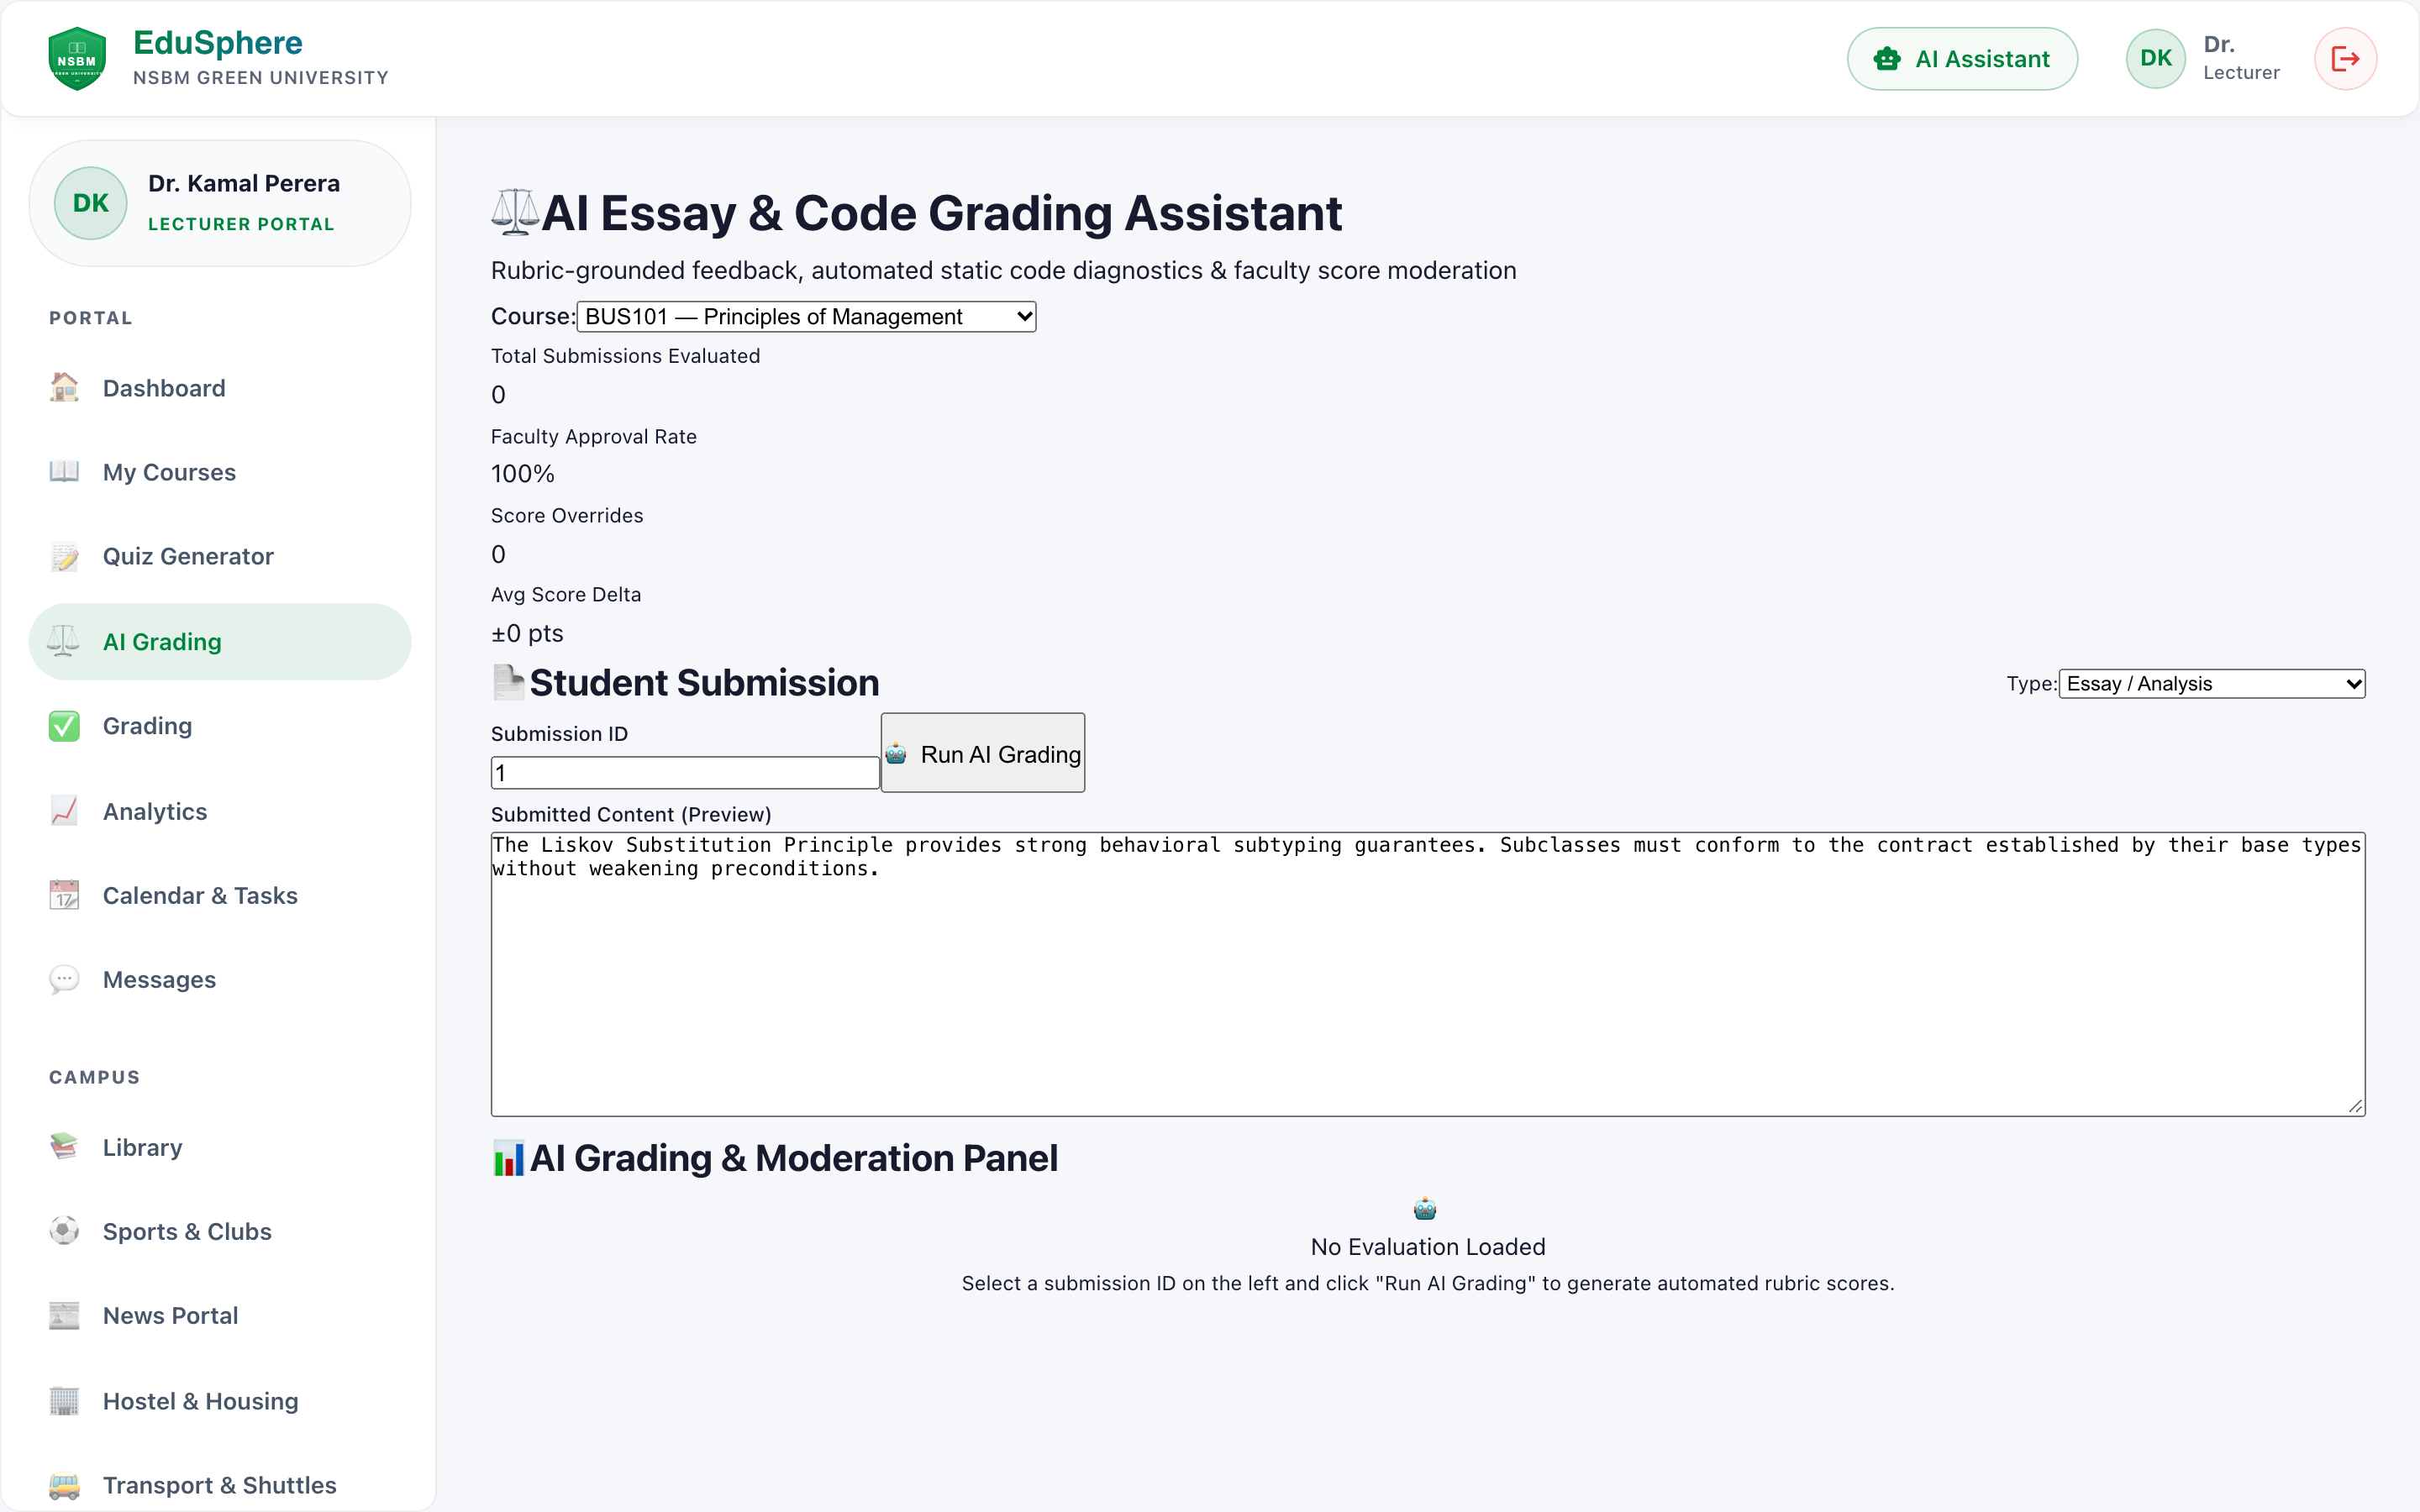 NSBM
GREEN UNIVERSITY
EduSphere
NSBM GREEN UNIVERSITY
AI Assistant
DK
Dr.
Lecturer
DK
Dr. Kamal Perera
LECTURER PORTAL
PORTAL
Dashboard
My Courses
Quiz Generator
AI Grading
Grading
Analytics
17
Calendar & Tasks
Messages
CAMPUS
Library
Sports & Clubs
News Portal
Hostel & Housing
Transport & Shuttles
AI Essay & Code Grading Assistant
Rubric-grounded feedback, automated static code diagnostics & faculty score moderation
Course: BUS101 — Principles of Management
Total Submissions Evaluated
0
Faculty Approval Rate
100%
Score Overrides
0
Avg Score Delta
±0 pts
Student Submission
Type: Essay / Analysis
Submission ID
1
Run AI Grading
Submitted Content (Preview)
The Liskov Substitution Principle provides strong behavioral subtyping guarantees. Subclasses must conform to the contract established by their base types
without weakening preconditions.
AI Grading & Moderation Panel
No Evaluation Loaded
Select a submission ID on the left and click "Run AI Grading" to generate automated rubric scores.